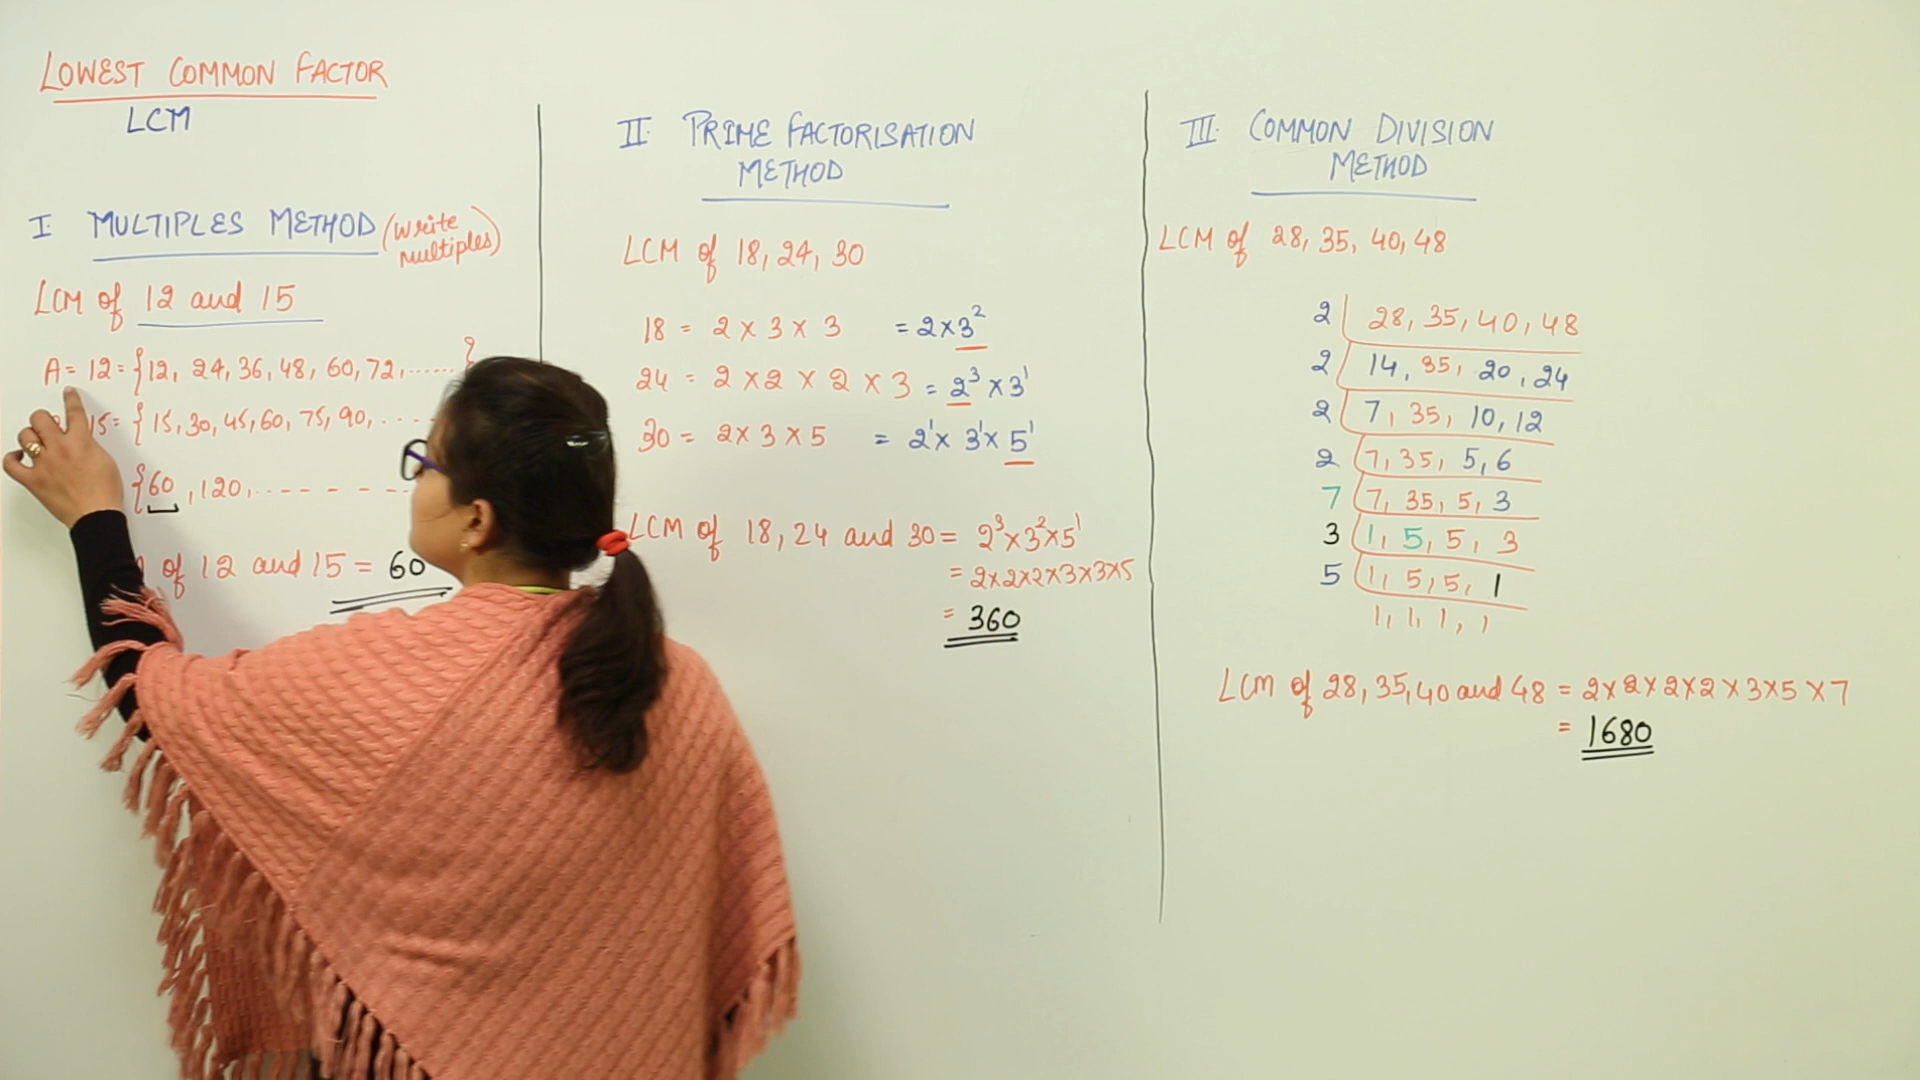 LOWEST COMMON FACTOR
LCM
I. MULTIPLES METHOD (write multiples)
LCM of 12 and 15
A = 12 = {12, 24, 36, 48, 60, 72, ...... }
15 = {15, 30, 45, 60, 75, 90, . . .
{60, 120, . - - - - - - .
of 12 and 15 = 60
II. PRIME FACTORISATION
METHOD
LCM of 18, 24, 30
18 = 2 × 3 × 3 = 2 × 3²
24 = 2 × 2 × 2 × 3 = 2³ × 3¹
30 = 2 × 3 × 5 = 2¹ × 3¹ × 5¹
LCM of 18, 24 and 30 = 2³ × 3² × 5¹
= 2 × 2 × 2 × 3 × 3 × 5
= 360
III. COMMON DIVISION
METHOD
LCM of 28, 35, 40, 48
2 | 28, 35, 40, 48
2 | 14, 35, 20, 24
2 | 7, 35, 10, 12
2 | 7, 35, 5, 6
7 | 7, 35, 5, 3
3 | 1, 5, 5, 3
5 | 1, 5, 5, 1
1, 1, 1, 1
LCM of 28, 35, 40 and 48 = 2 × 2 × 2 × 2 × 3 × 5 × 7
= 1680